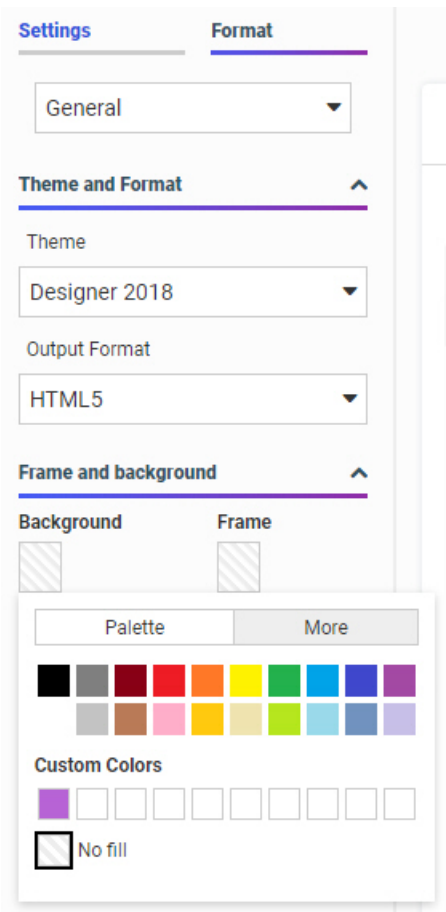 Settings Format
General
Theme and Format
Theme
Designer 2018
Output Format
HTML5
Frame and background
Background Frame
Palette More
Custom Colors
No fill